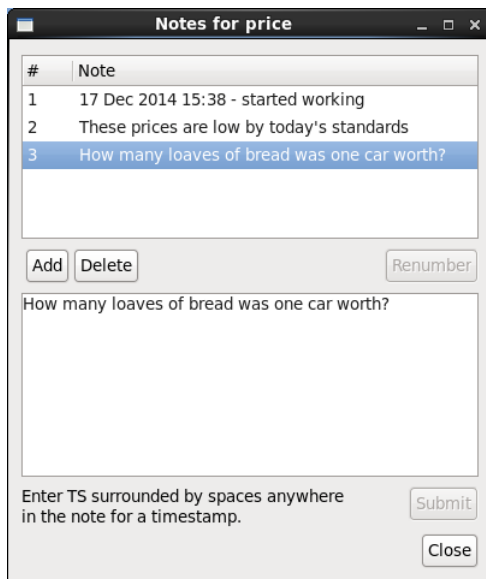 Notes for price
# Note
1 17 Dec 2014 15:38 - started working
2 These prices are low by today's standards
3 How many loaves of bread was one car worth?
Add Delete Renumber
How many loaves of bread was one car worth?
Enter TS surrounded by spaces anywhere
in the note for a timestamp.
Submit
Close